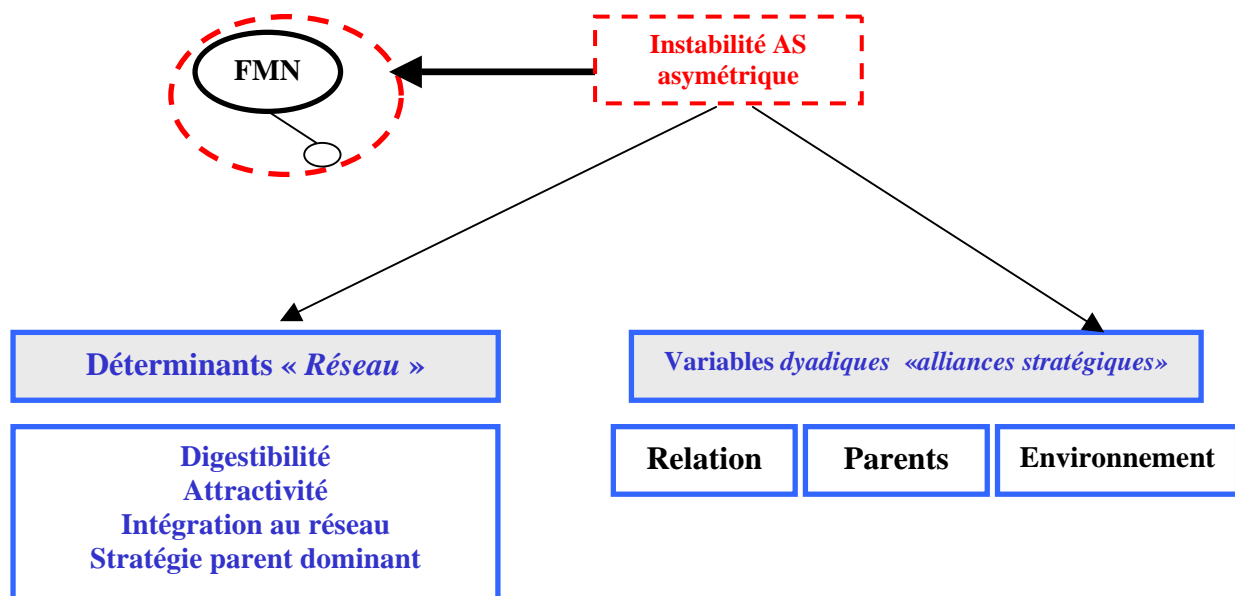 FMN
Instabilité AS
asymétrique
Déterminants « Réseau »
Variables dyadiques «alliances stratégiques»
Digestibilité
Attractivité
Intégration au réseau
Stratégie parent dominant
Relation
Parents
Environnement